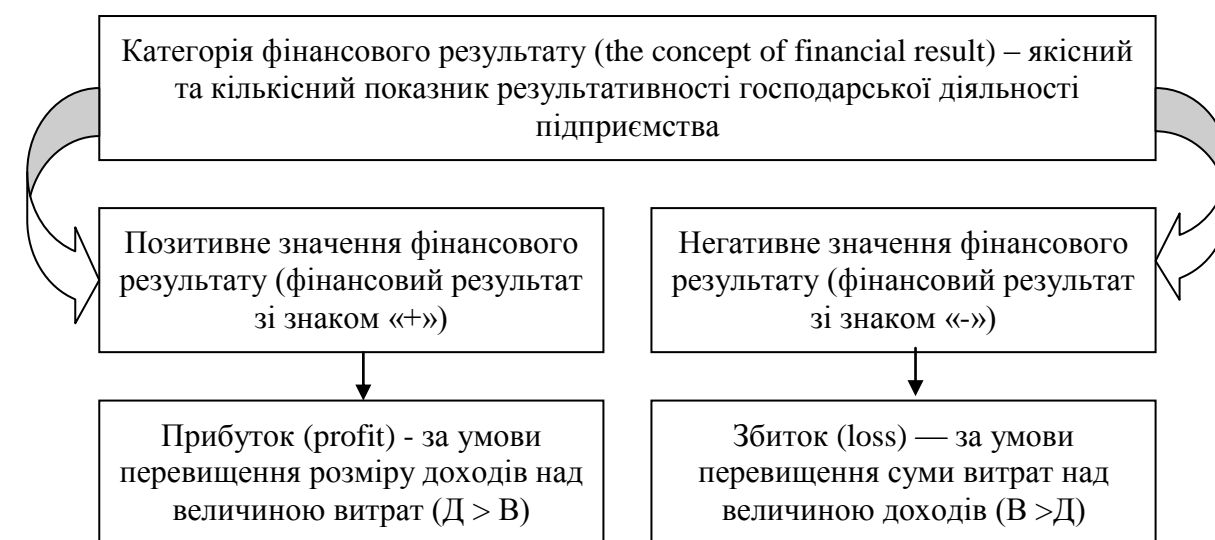 Категорія фінансового результату (the concept of financial result) – якісний
та кількісний показник результативності господарської діяльності
підприємства
Позитивне значення фінансового
результату (фінансовий результат
зі знаком «+»)
Негативне значення фінансового
результату (фінансовий результат
зі знаком «-»)
Прибуток (profit) - за умови
перевищення розміру доходів над
величиною витрат (Д > В)
Збиток (loss) — за умови
перевищення суми витрат над
величиною доходів (В >Д)